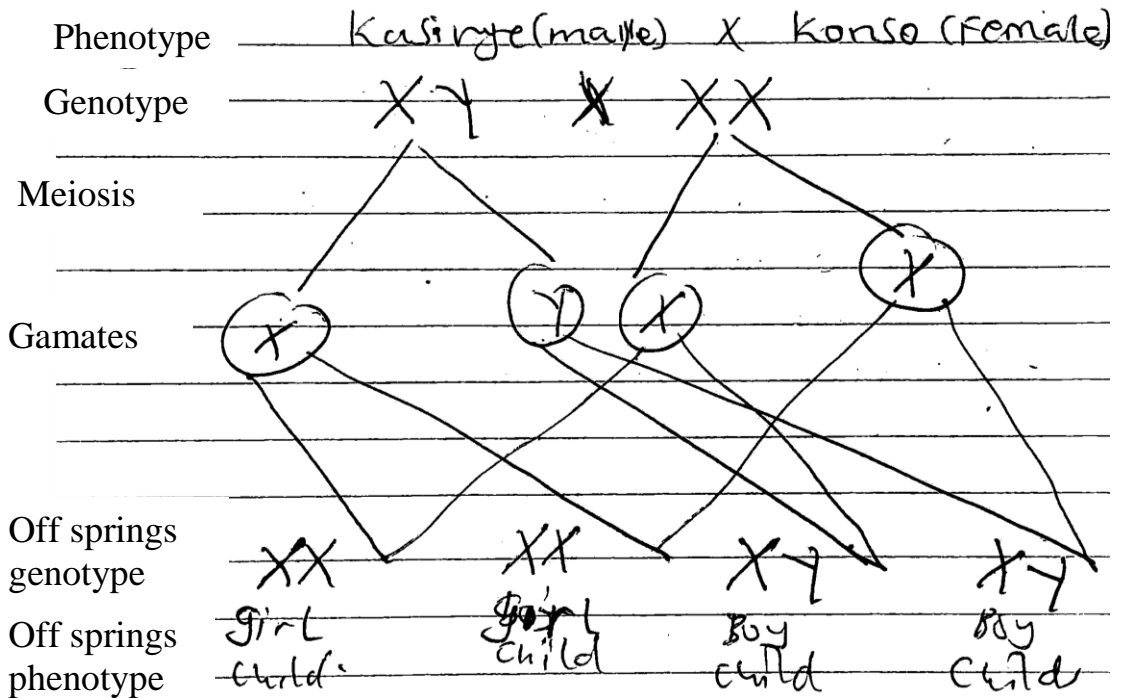 Phenotype Kasirye (male) X Konso (Female)
Genotype XY X XX
Meiosis
X
Gamates X Y X
Off springs
genotype XX XX XY XY
Off springs girl girl Boy Boy
phenotype child. child child Child